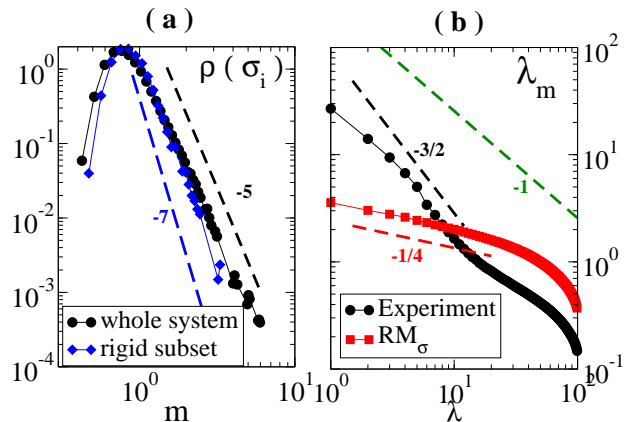 ( a )
( b )
10^0
10^-1
10^-2
10^-3
10^-4
ρ ( σ_i )
-5
-7
whole system
rigid subset
10^0
10^1
m
λ_m
-3/2
-1
-1/4
Experiment
RM_σ
10^2
10^1
10^0
10^-1
10^0
10^1
10^2
λ